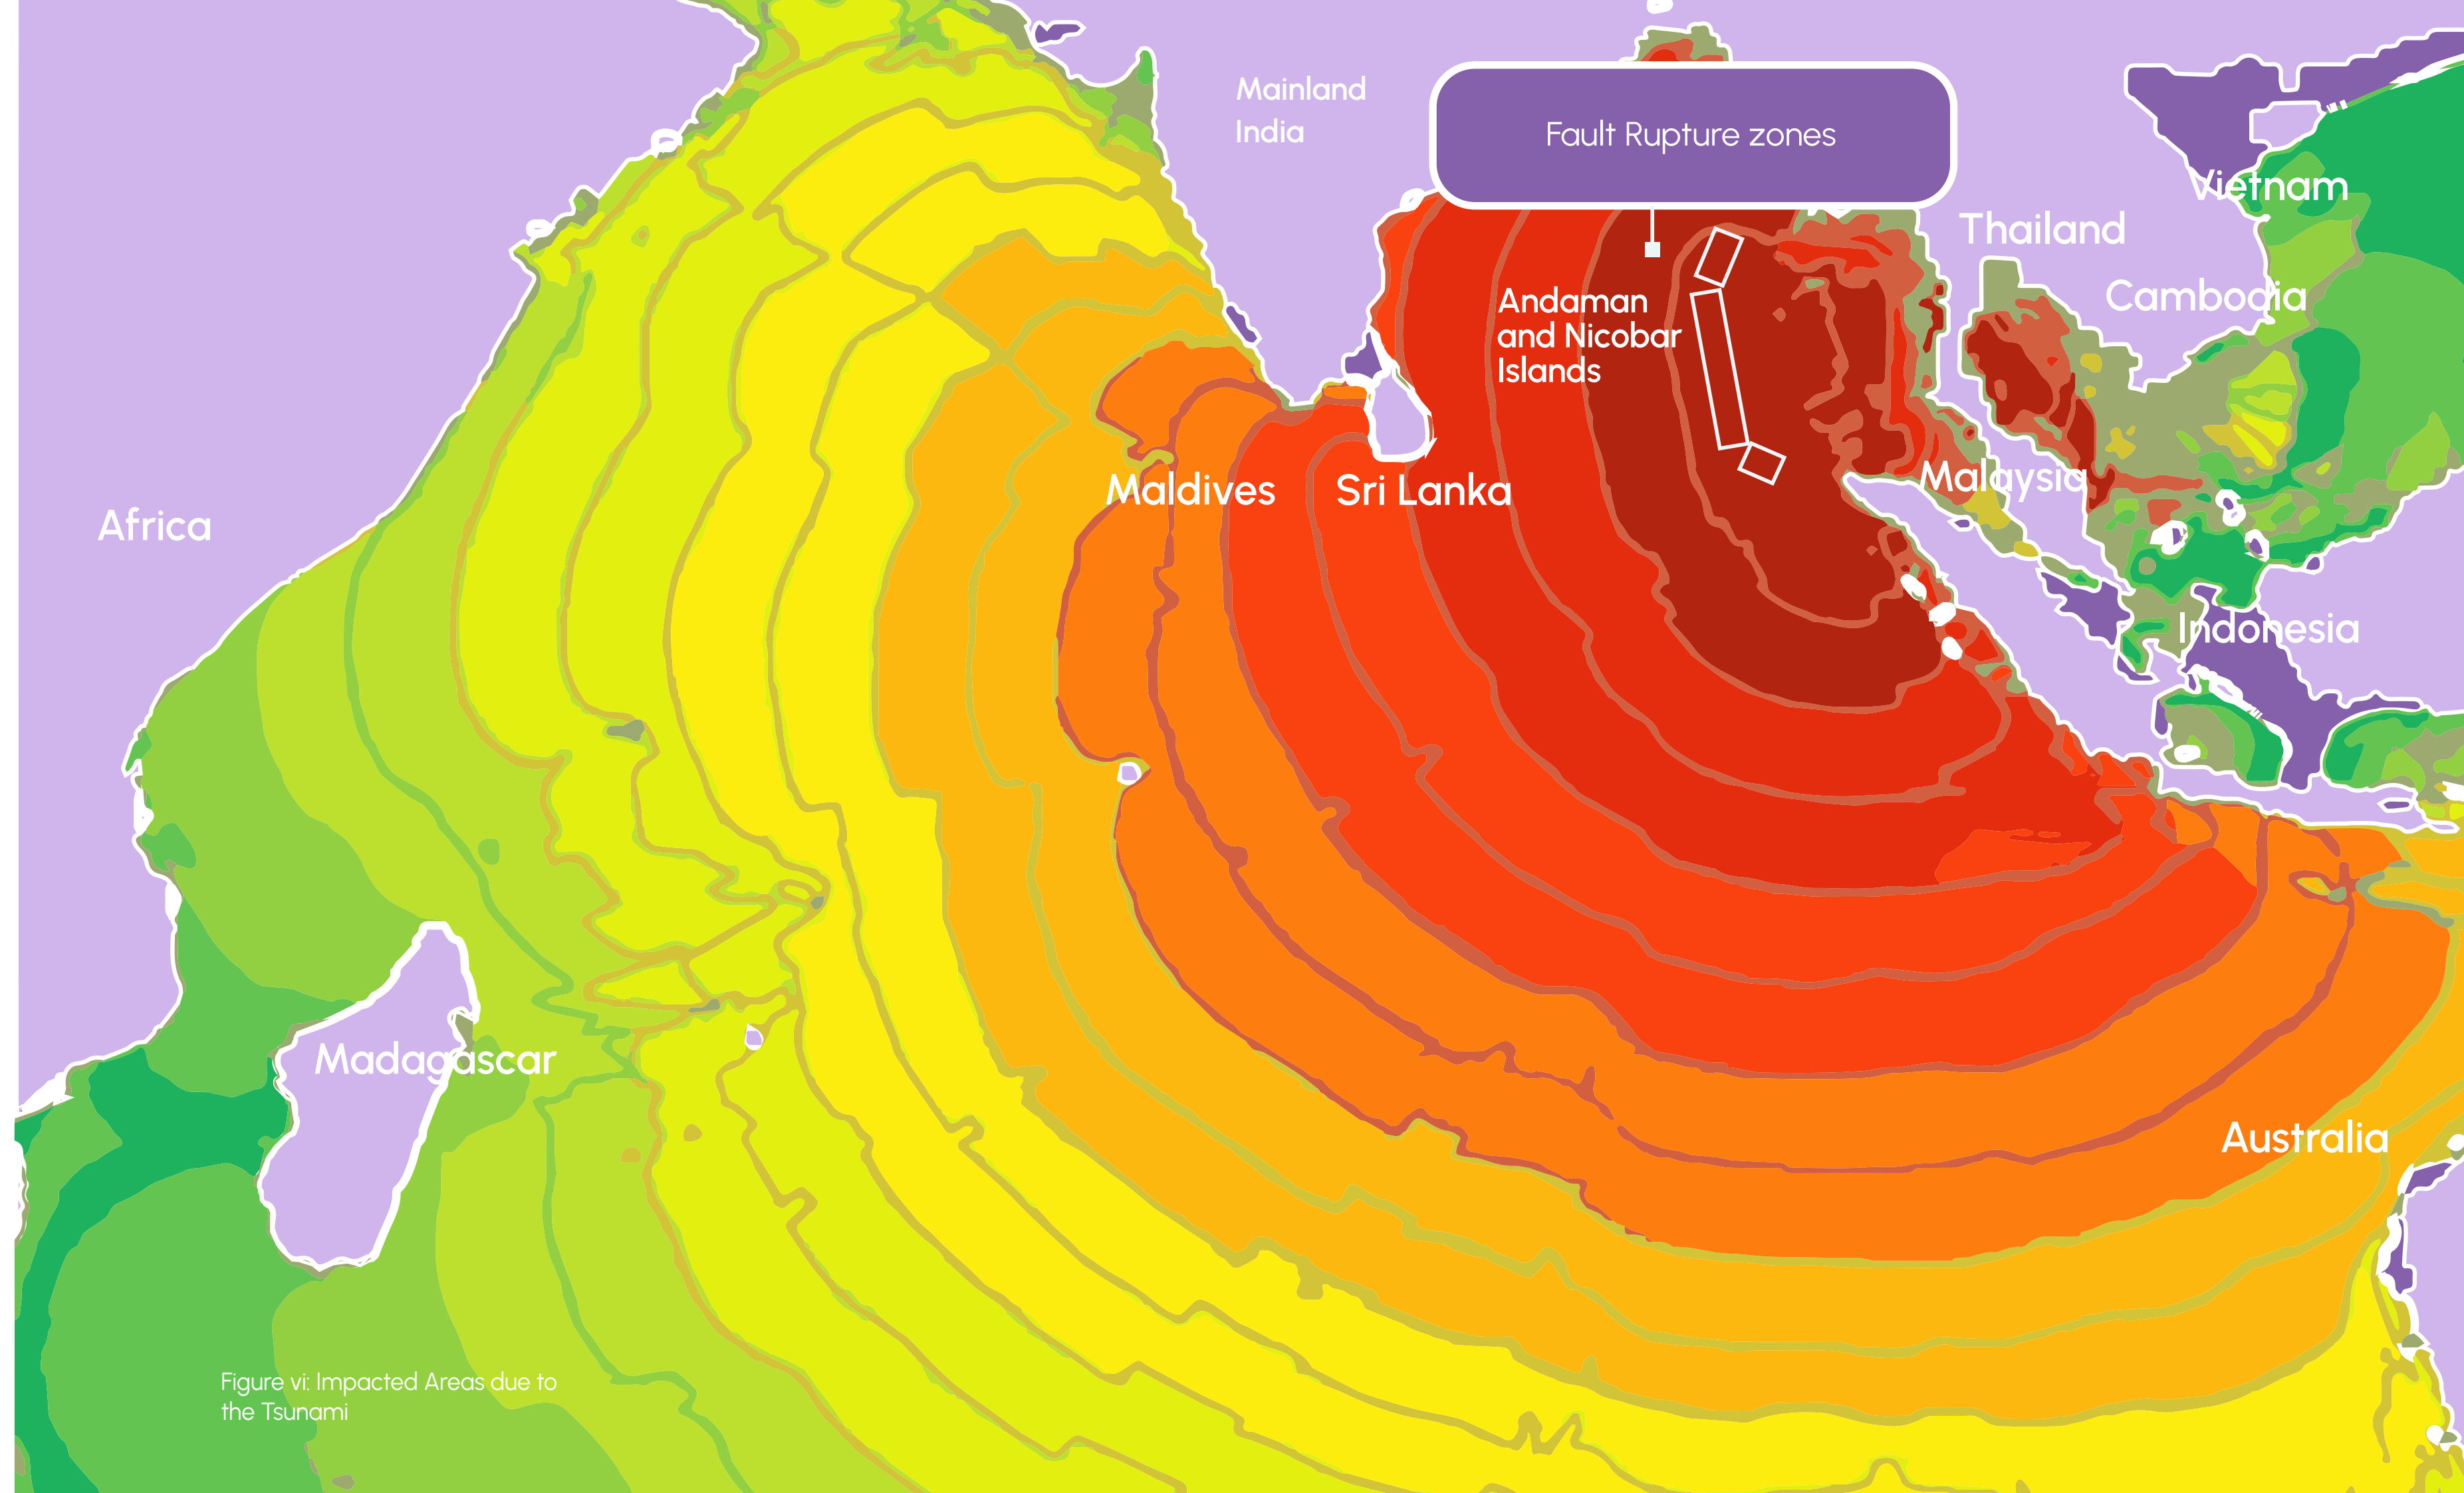 Mainland
India
Fault Rupture zones
Vietnam
Thailand
Cambodia
Andaman
and Nicobar
Islands
Malaysia
Maldives
Sri Lanka
Africa
Indonesia
Madagascar
Australia
Figure vi: Impacted Areas due to
the Tsunami